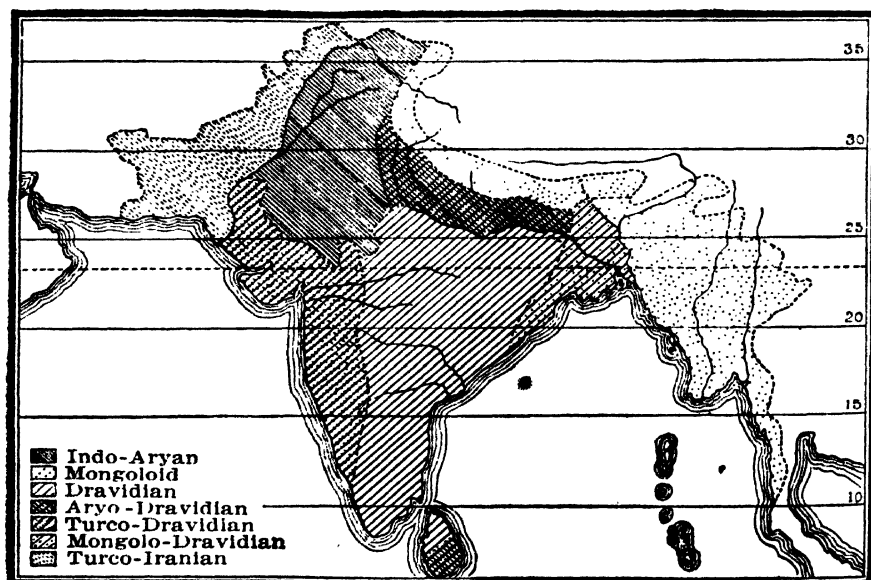 35
30
25
20
15
10
Indo-Aryan
Mongoloid
Dravidian
Aryo-Dravidian
Turco-Dravidian
Mongolo-Dravidian
Turco-Iranian